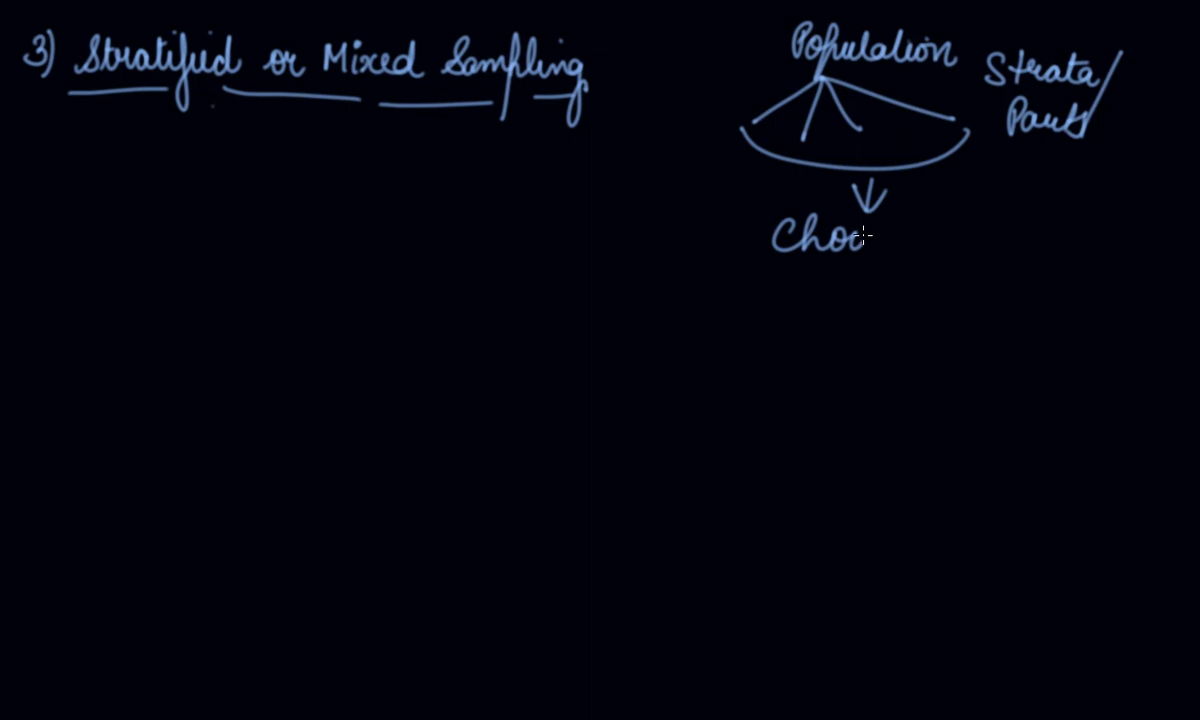 3) Stratified or Mixed Sampling
Population
Strata/
Parts
Choo